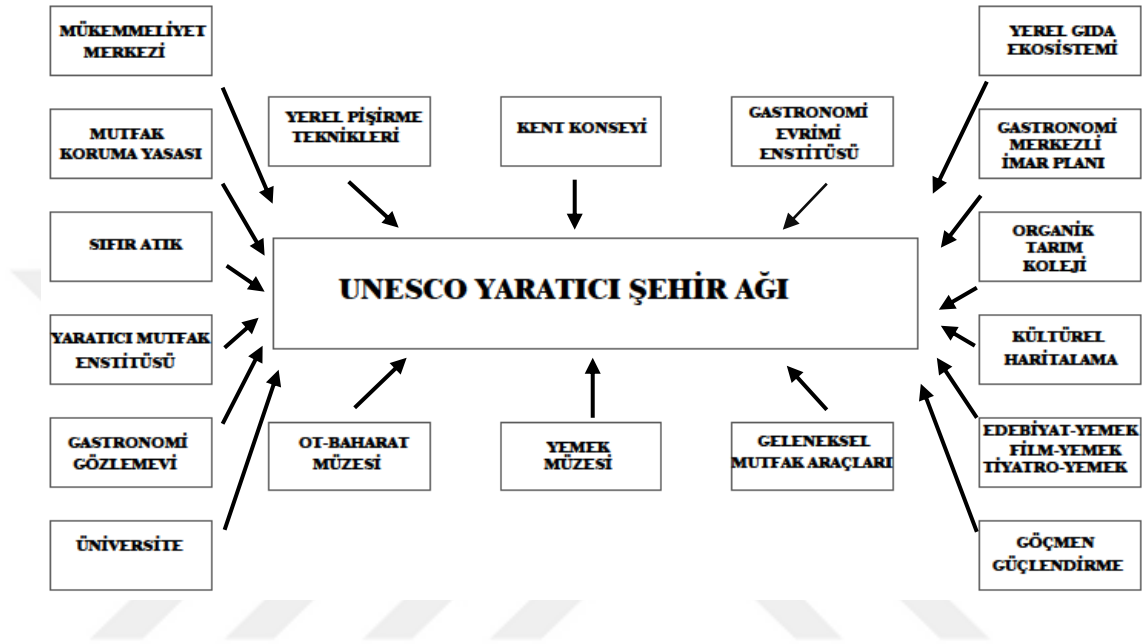 MÜKEMMELİYET
MERKEZİ
YEREL GIDA
EKOSİSTEMİ
YEREL PİŞİRME
TEKNİKLERİ
KENT KONSEYİ
GASTRONOMİ
EVRİMİ
ENSTİTÜSÜ
MUTFAK
KORUMA YASASI
GASTRONOMİ
MERKEZLİ
İMAR PLANI
SIFIR ATIK
ORGANİK
TARIM
KOLEJİ
UNESCO YARATICI ŞEHİR AĞI
YARATICI MUTFAK
ENSTİTÜSÜ
KÜLTÜREL
HARİTALAMA
GASTRONOMİ
GÖZLEMEVİ
OT-BAHARAT
MÜZESİ
YEMEK
MÜZESİ
GELENEKSEL
MUTFAK ARAÇLARI
EDEBİYAT-YEMEK
FİLM-YEMEK
TİYATRO-YEMEK
ÜNİVERSİTE
GÖÇMEN
GÜÇLENDİRME